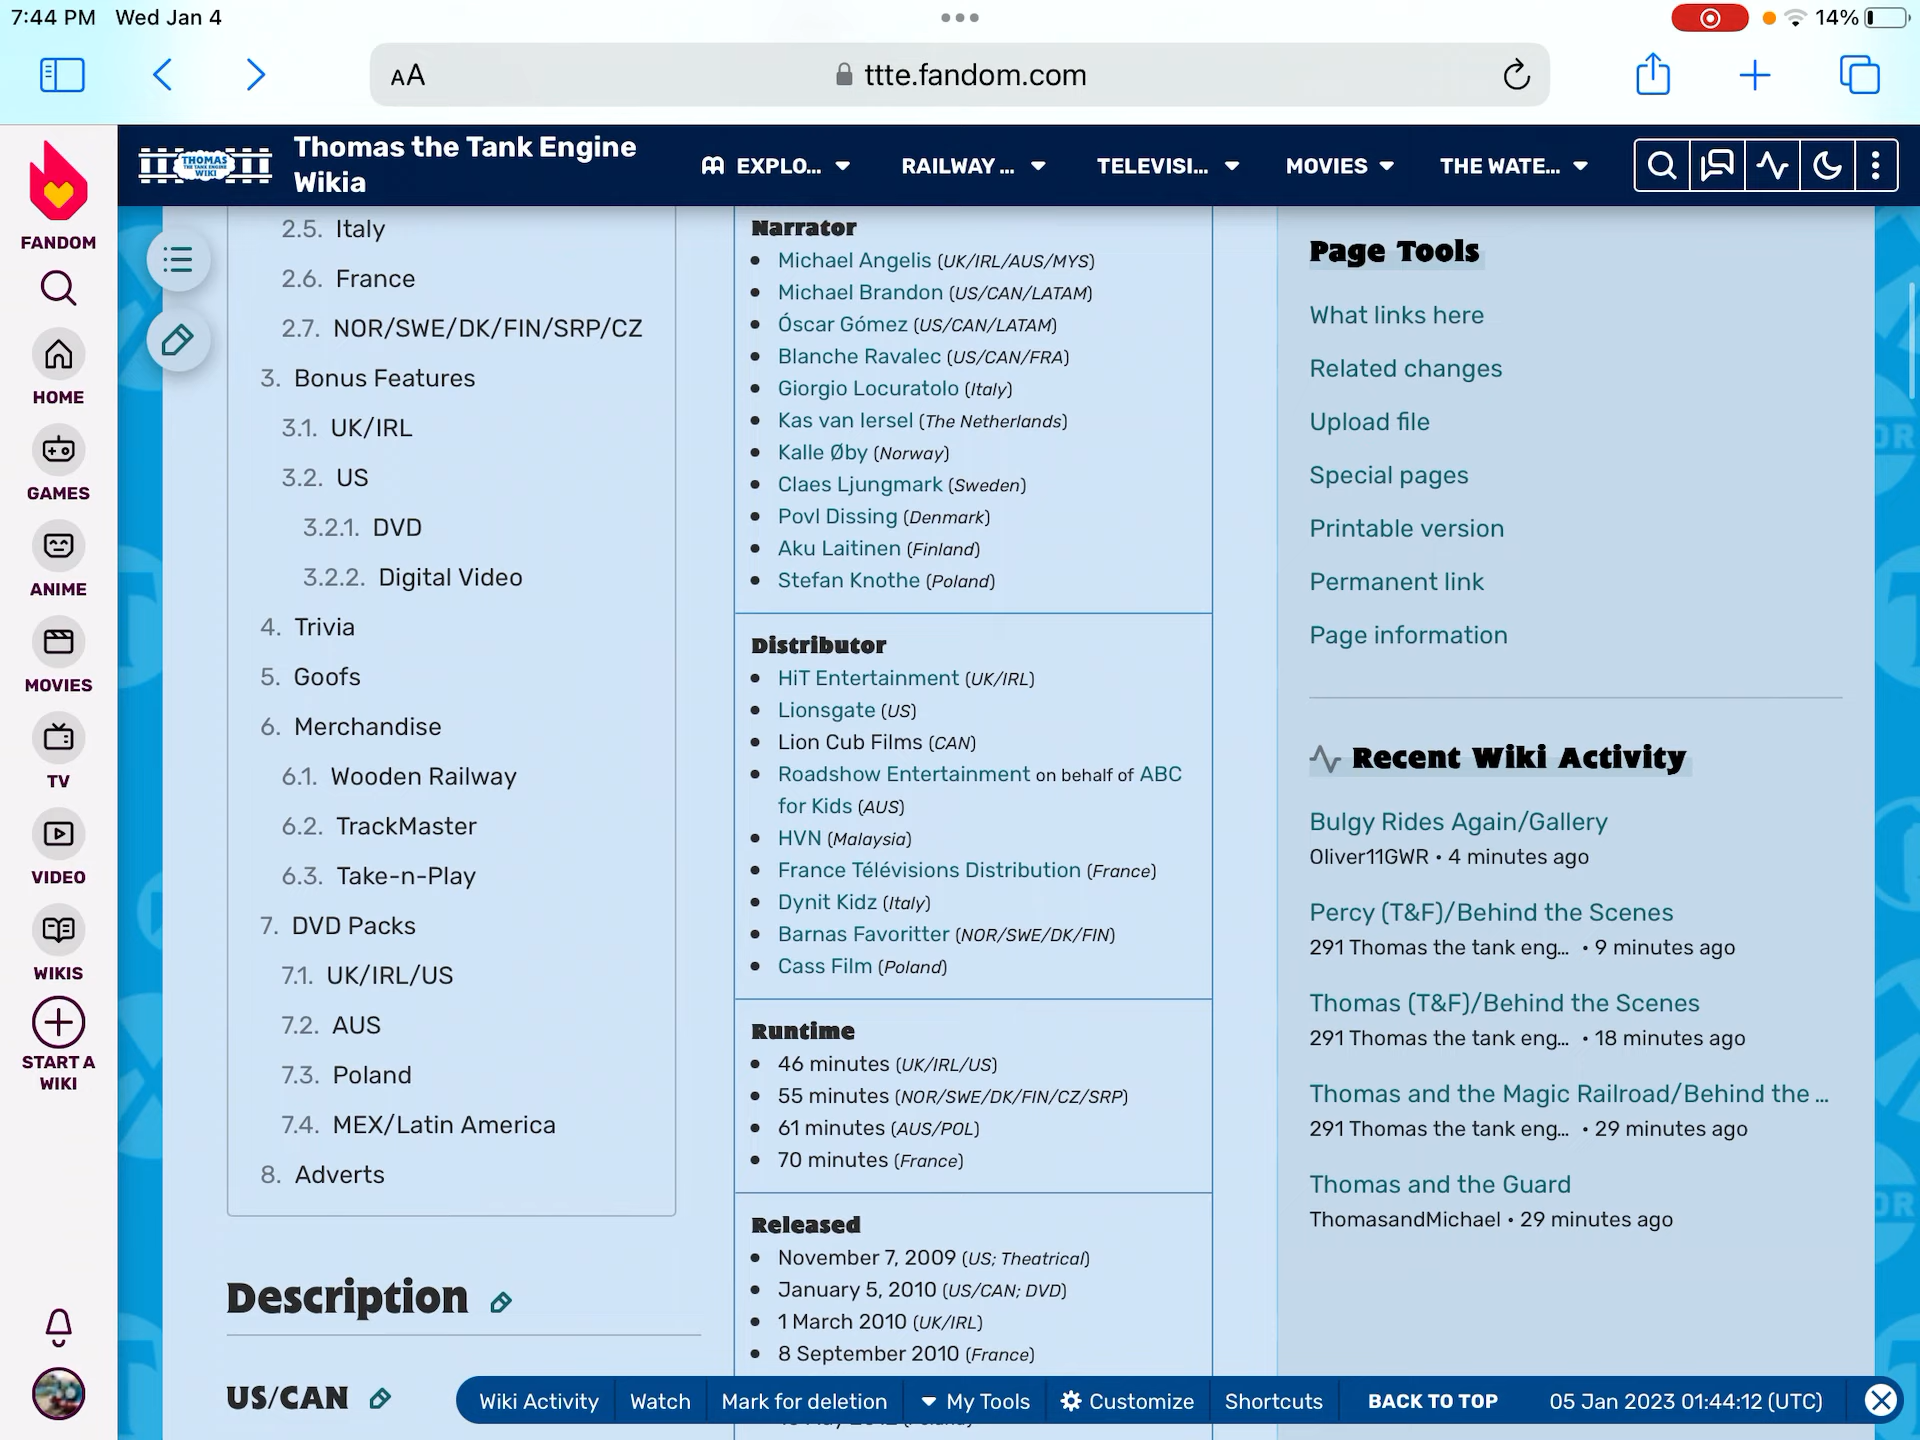 7:44 PM Wed Jan 4
14%
AA
ttte.fandom.com
THOMAS
THE TANK ENGINE
WIKI
Thomas the Tank Engine
Wikia
EXPLO...
RAILWAY ...
TELEVISI...
MOVIES
THE WATE...
FANDOM
HOME
GAMES
ANIME
MOVIES
TV
VIDEO
WIKIS
START A
WIKI
2.5. Italy
2.6. France
2.7. NOR/SWE/DK/FIN/SRP/CZ
3. Bonus Features
3.1. UK/IRL
3.2. US
3.2.1. DVD
3.2.2. Digital Video
4. Trivia
5. Goofs
6. Merchandise
6.1. Wooden Railway
6.2. TrackMaster
6.3. Take-n-Play
7. DVD Packs
7.1. UK/IRL/US
7.2. AUS
7.3. Poland
7.4. MEX/Latin America
8. Adverts
Description
US/CAN
Narrator
• Michael Angelis (UK/IRL/AUS/MYS)
• Michael Brandon (US/CAN/LATAM)
• Óscar Gómez (US/CAN/LATAM)
• Blanche Ravalec (US/CAN/FRA)
• Giorgio Locuratolo (Italy)
• Kas van Iersel (The Netherlands)
• Kalle Øby (Norway)
• Claes Ljungmark (Sweden)
• Povl Dissing (Denmark)
• Aku Laitinen (Finland)
• Stefan Knothe (Poland)
Distributor
• HiT Entertainment (UK/IRL)
• Lionsgate (US)
• Lion Cub Films (CAN)
• Roadshow Entertainment on behalf of ABC
for Kids (AUS)
• HVN (Malaysia)
• France Télévisions Distribution (France)
• Dynit Kidz (Italy)
• Barnas Favoritter (NOR/SWE/DK/FIN)
• Cass Film (Poland)
Runtime
• 46 minutes (UK/IRL/US)
• 55 minutes (NOR/SWE/DK/FIN/CZ/SRP)
• 61 minutes (AUS/POL)
• 70 minutes (France)
Released
• November 7, 2009 (US; Theatrical)
• January 5, 2010 (US/CAN; DVD)
• 1 March 2010 (UK/IRL)
• 8 September 2010 (France)
Page Tools
What links here
Related changes
Upload file
Special pages
Printable version
Permanent link
Page information
Recent Wiki Activity
Bulgy Rides Again/Gallery
Oliver11GWR • 4 minutes ago
Percy (T&F)/Behind the Scenes
291 Thomas the tank eng... • 9 minutes ago
Thomas (T&F)/Behind the Scenes
291 Thomas the tank eng... • 18 minutes ago
Thomas and the Magic Railroad/Behind the ...
291 Thomas the tank eng... • 29 minutes ago
Thomas and the Guard
ThomasandMichael • 29 minutes ago
Wiki Activity
Watch
Mark for deletion
My Tools
Customize
Shortcuts
BACK TO TOP
05 Jan 2023 01:44:12 (UTC)